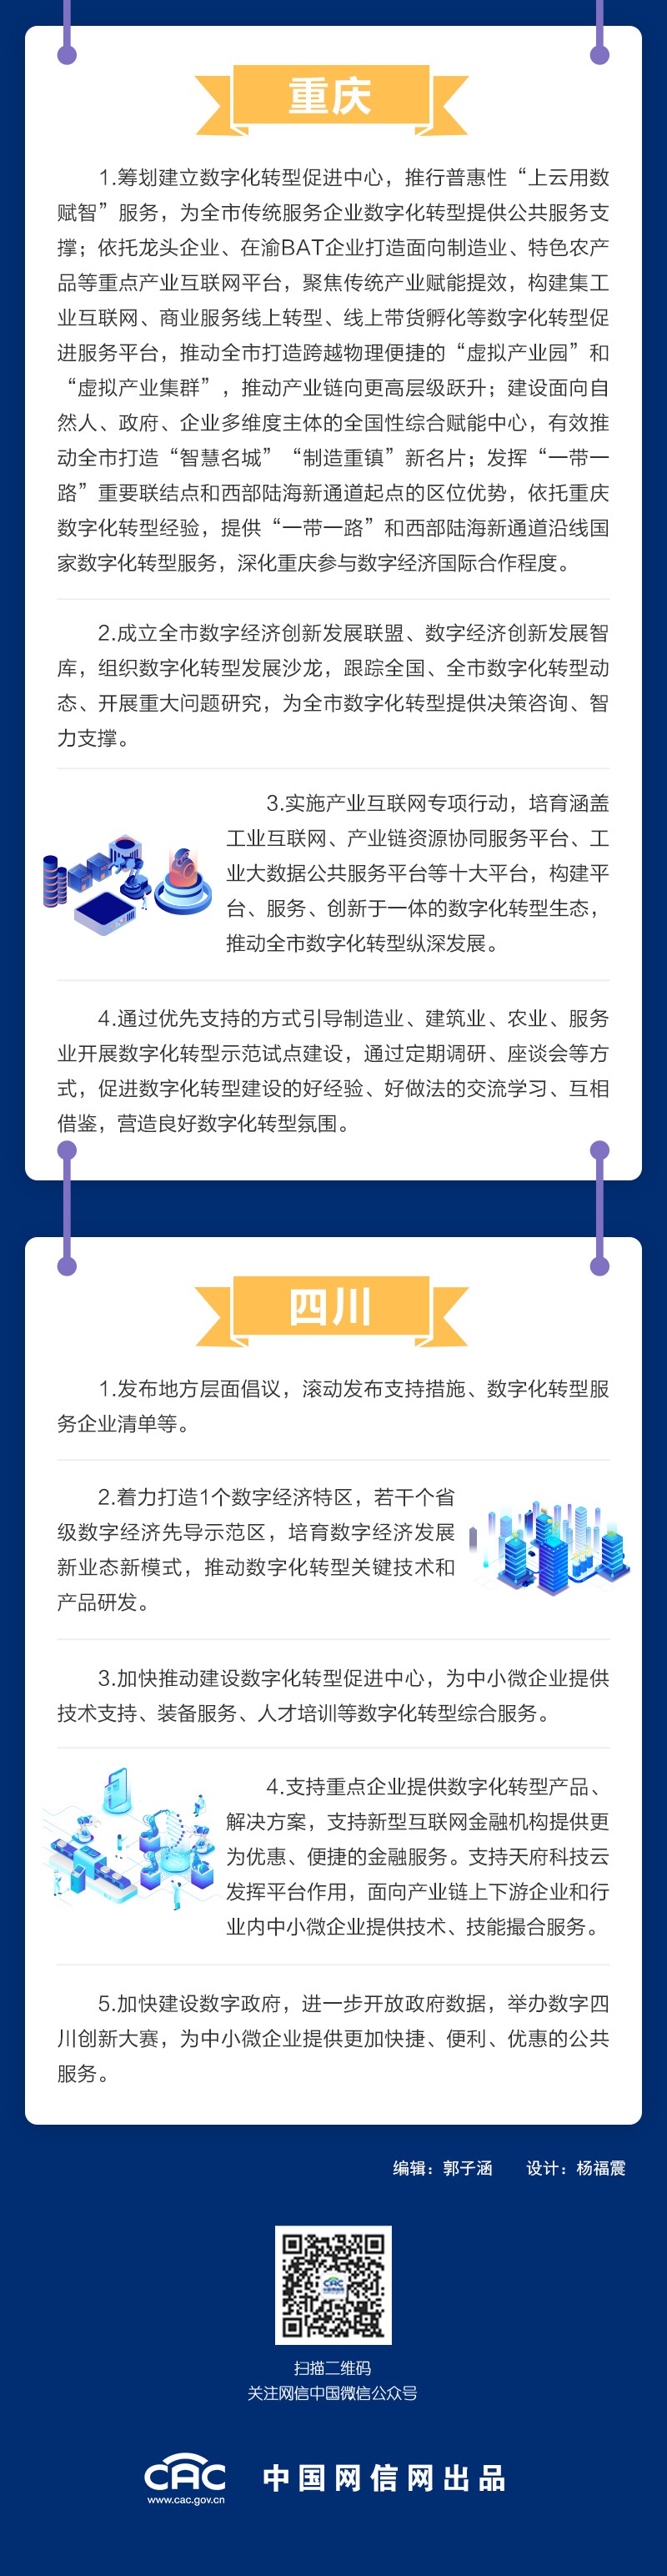 重庆
1.筹划建立数字化转型促进中心，推行普惠性“上云用数
赋智”服务，为全市传统服务企业数字化转型提供公共服务支
撑；依托龙头企业、在渝BAT企业打造面向制造业、特色农产
品等重点产业互联网平台，聚焦传统产业赋能提效，构建集工
业互联网、商业服务线上转型、线上带货孵化等数字化转型促
进服务平台，推动全市打造跨越物理便捷的“虚拟产业园”和
“虚拟产业集群”，推动产业链向更高层级跃升；建设面向自
然人、政府、企业多维度主体的全国性综合赋能中心，有效推
动全市打造“智慧名城”“制造重镇”新名片；发挥“一带一
路”重要联结点和西部陆海新通道起点的区位优势，依托重庆
数字化转型经验，提供“一带一路”和西部陆海新通道沿线国
家数字化转型服务，深化重庆参与数字经济国际合作程度。
2.成立全市数字经济创新发展联盟、数字经济创新发展智
库，组织数字化转型发展沙龙，跟踪全国、全市数字化转型动
态、开展重大问题研究，为全市数字化转型提供决策咨询、智
力支撑。
3.实施产业互联网专项行动，培育涵盖
工业互联网、产业链资源协同服务平台、工
业大数据公共服务平台等十大平台，构建平
台、服务、创新于一体的数字化转型生态，
推动全市数字化转型纵深发展。
4.通过优先支持的方式引导制造业、建筑业、农业、服务
业开展数字化转型示范试点建设，通过定期调研、座谈会等方
式，促进数字化转型建设的好经验、好做法的交流学习、互相
借鉴，营造良好数字化转型氛围。
四川
1.发布地方层面倡议，滚动发布支持措施、数字化转型服
务企业清单等。
2.着力打造1个数字经济特区，若干个省
级数字经济先导示范区，培育数字经济发展
新业态新模式，推动数字化转型关键技术和
产品研发。
3.加快推动建设数字化转型促进中心，为中小微企业提供
技术支持、装备服务、人才培训等数字化转型综合服务。
4.支持重点企业提供数字化转型产品、
解决方案，支持新型互联网金融机构提供更
为优惠、便捷的金融服务。支持天府科技云
发挥平台作用，面向产业链上下游企业和行
业内中小微企业提供技术、技能撮合服务。
5.加快建设数字政府，进一步开放政府数据，举办数字四
川创新大赛，为中小微企业提供更加快捷、便利、优惠的公共
服务。
编辑：郭子涵 设计：杨福震
CAC
扫描二维码
关注网信中国微信公众号
CAC 中国网信网出品
www.cac.gov.cn